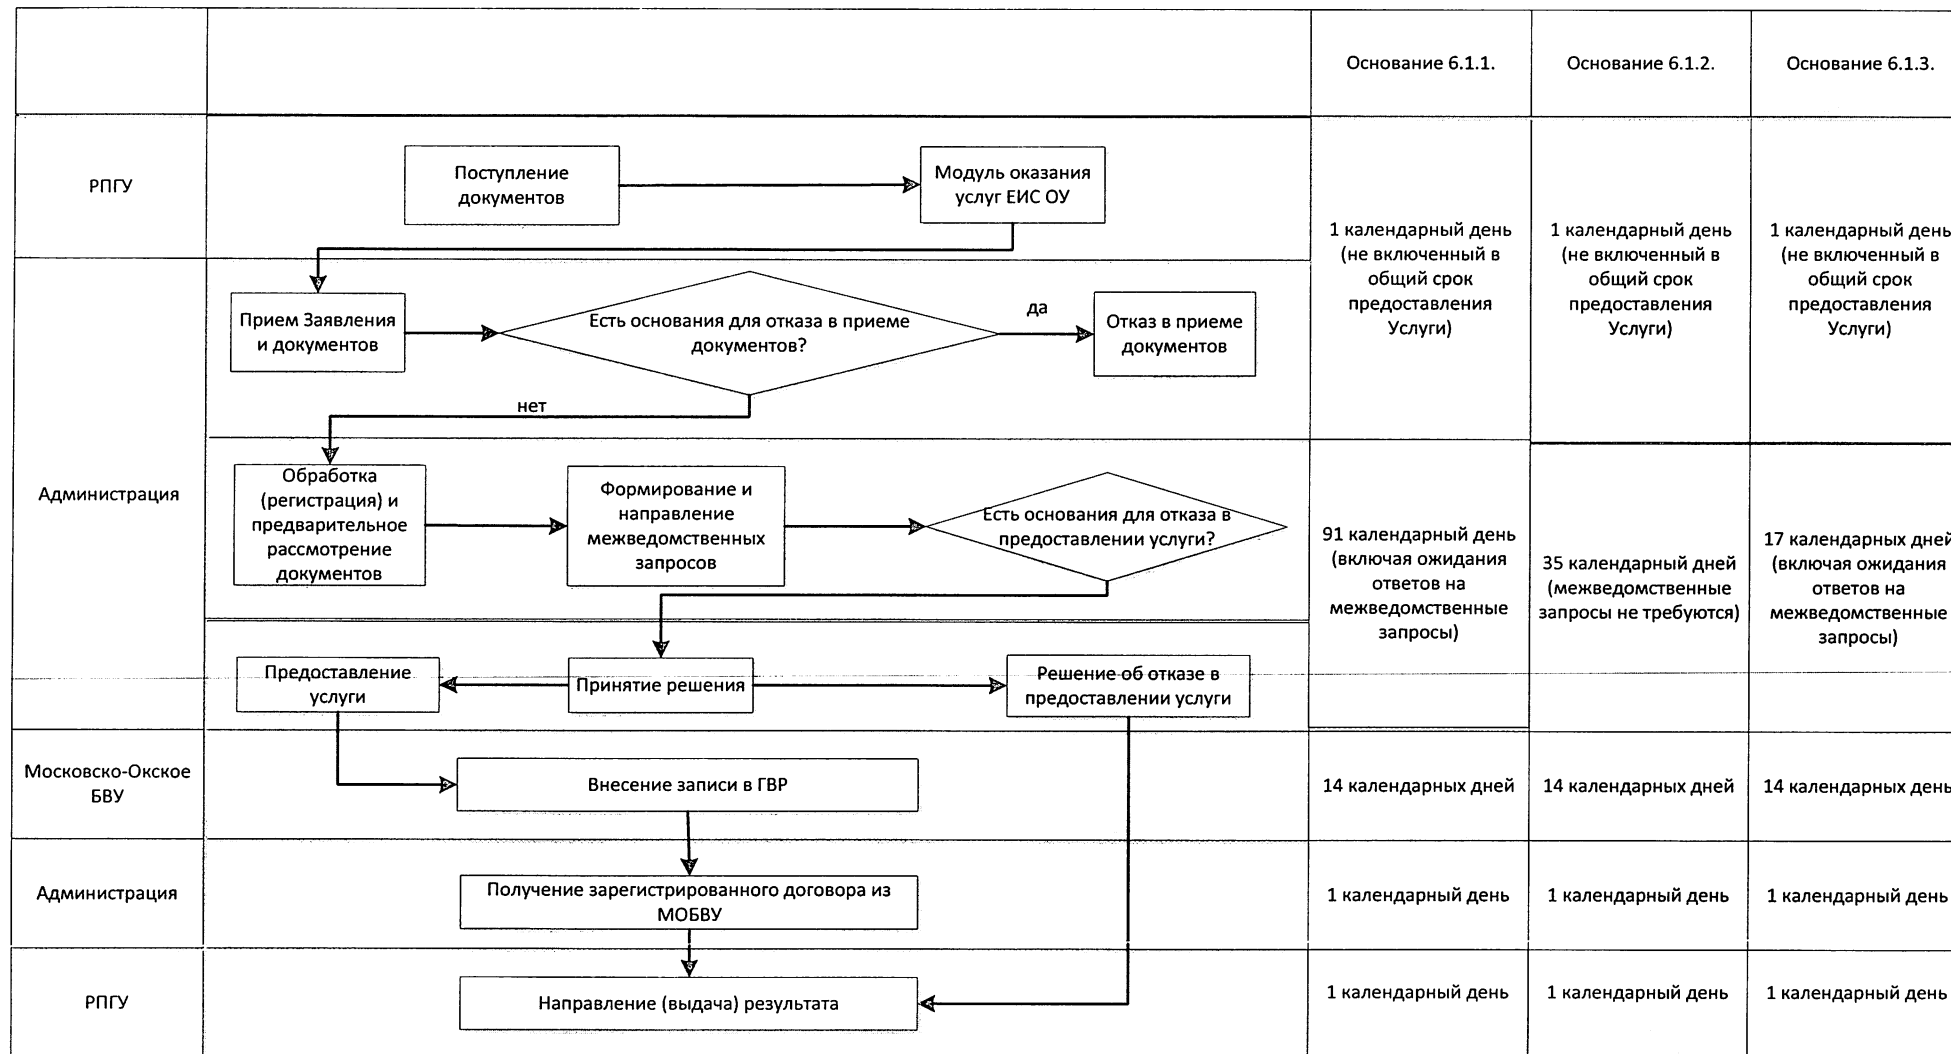 Основание 6.1.1.
Основание 6.1.2.
Основание 6.1.3.
РПГУ
Поступление
документов
Модуль оказания
услуг ЕИС ОУ
1 календарный день
(не включенный в
общий срок
предоставления
Услуги)
1 календарный день
(не включенный в
общий срок
предоставления
Услуги)
1 календарный день
(не включенный в
общий срок
предоставления
Услуги)
Администрация
Прием Заявления
и документов
Есть основания для отказа в приеме
документов?
да
Отказ в приеме
документов
нет
Обработка
(регистрация) и
предварительное
рассмотрение
документов
Формирование и
направление
межведомственных
запросов
Есть основания для отказа в
предоставлении услуги?
91 календарный день
(включая ожидания
ответов на
межведомственные
запросы)
35 календарный дней
(межведомственные
запросы не требуются)
17 календарных дней
(включая ожидания
ответов на
межведомственные
запросы)
Предоставление
услуги
Принятие решения
Решение об отказе в
предоставлении услуги
Московско-Окское
БВУ
Внесение записи в ГВР
14 календарных дней
14 календарных дней
14 календарных день
Администрация
Получение зарегистрированного договора из
МОБВУ
1 календарный день
1 календарный день
1 календарный день
РПГУ
Направление (выдача) результата
1 календарный день
1 календарный день
1 календарный день